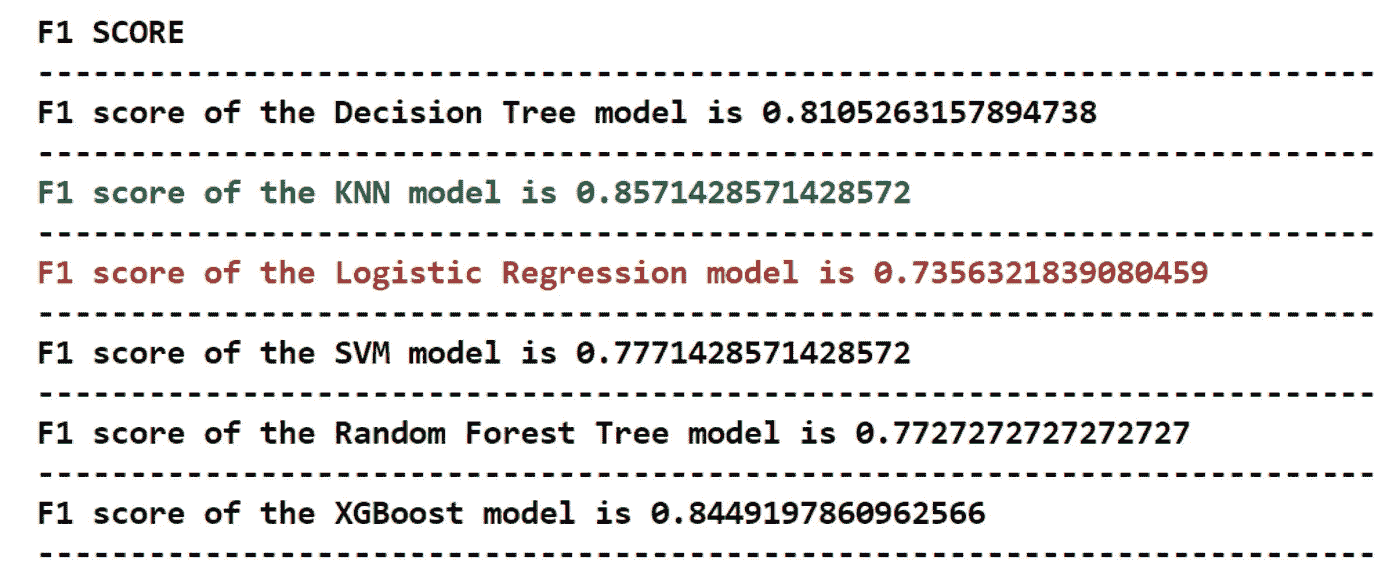 F1 SCORE
------------------------------------------------------------------------
F1 score of the Decision Tree model is 0.8105263157894738
------------------------------------------------------------------------
F1 score of the KNN model is 0.8571428571428572
------------------------------------------------------------------------
F1 score of the Logistic Regression model is 0.7356321839080459
------------------------------------------------------------------------
F1 score of the SVM model is 0.7771428571428572
------------------------------------------------------------------------
F1 score of the Random Forest Tree model is 0.7727272727272727
------------------------------------------------------------------------
F1 score of the XGBoost model is 0.8449197860962566
------------------------------------------------------------------------